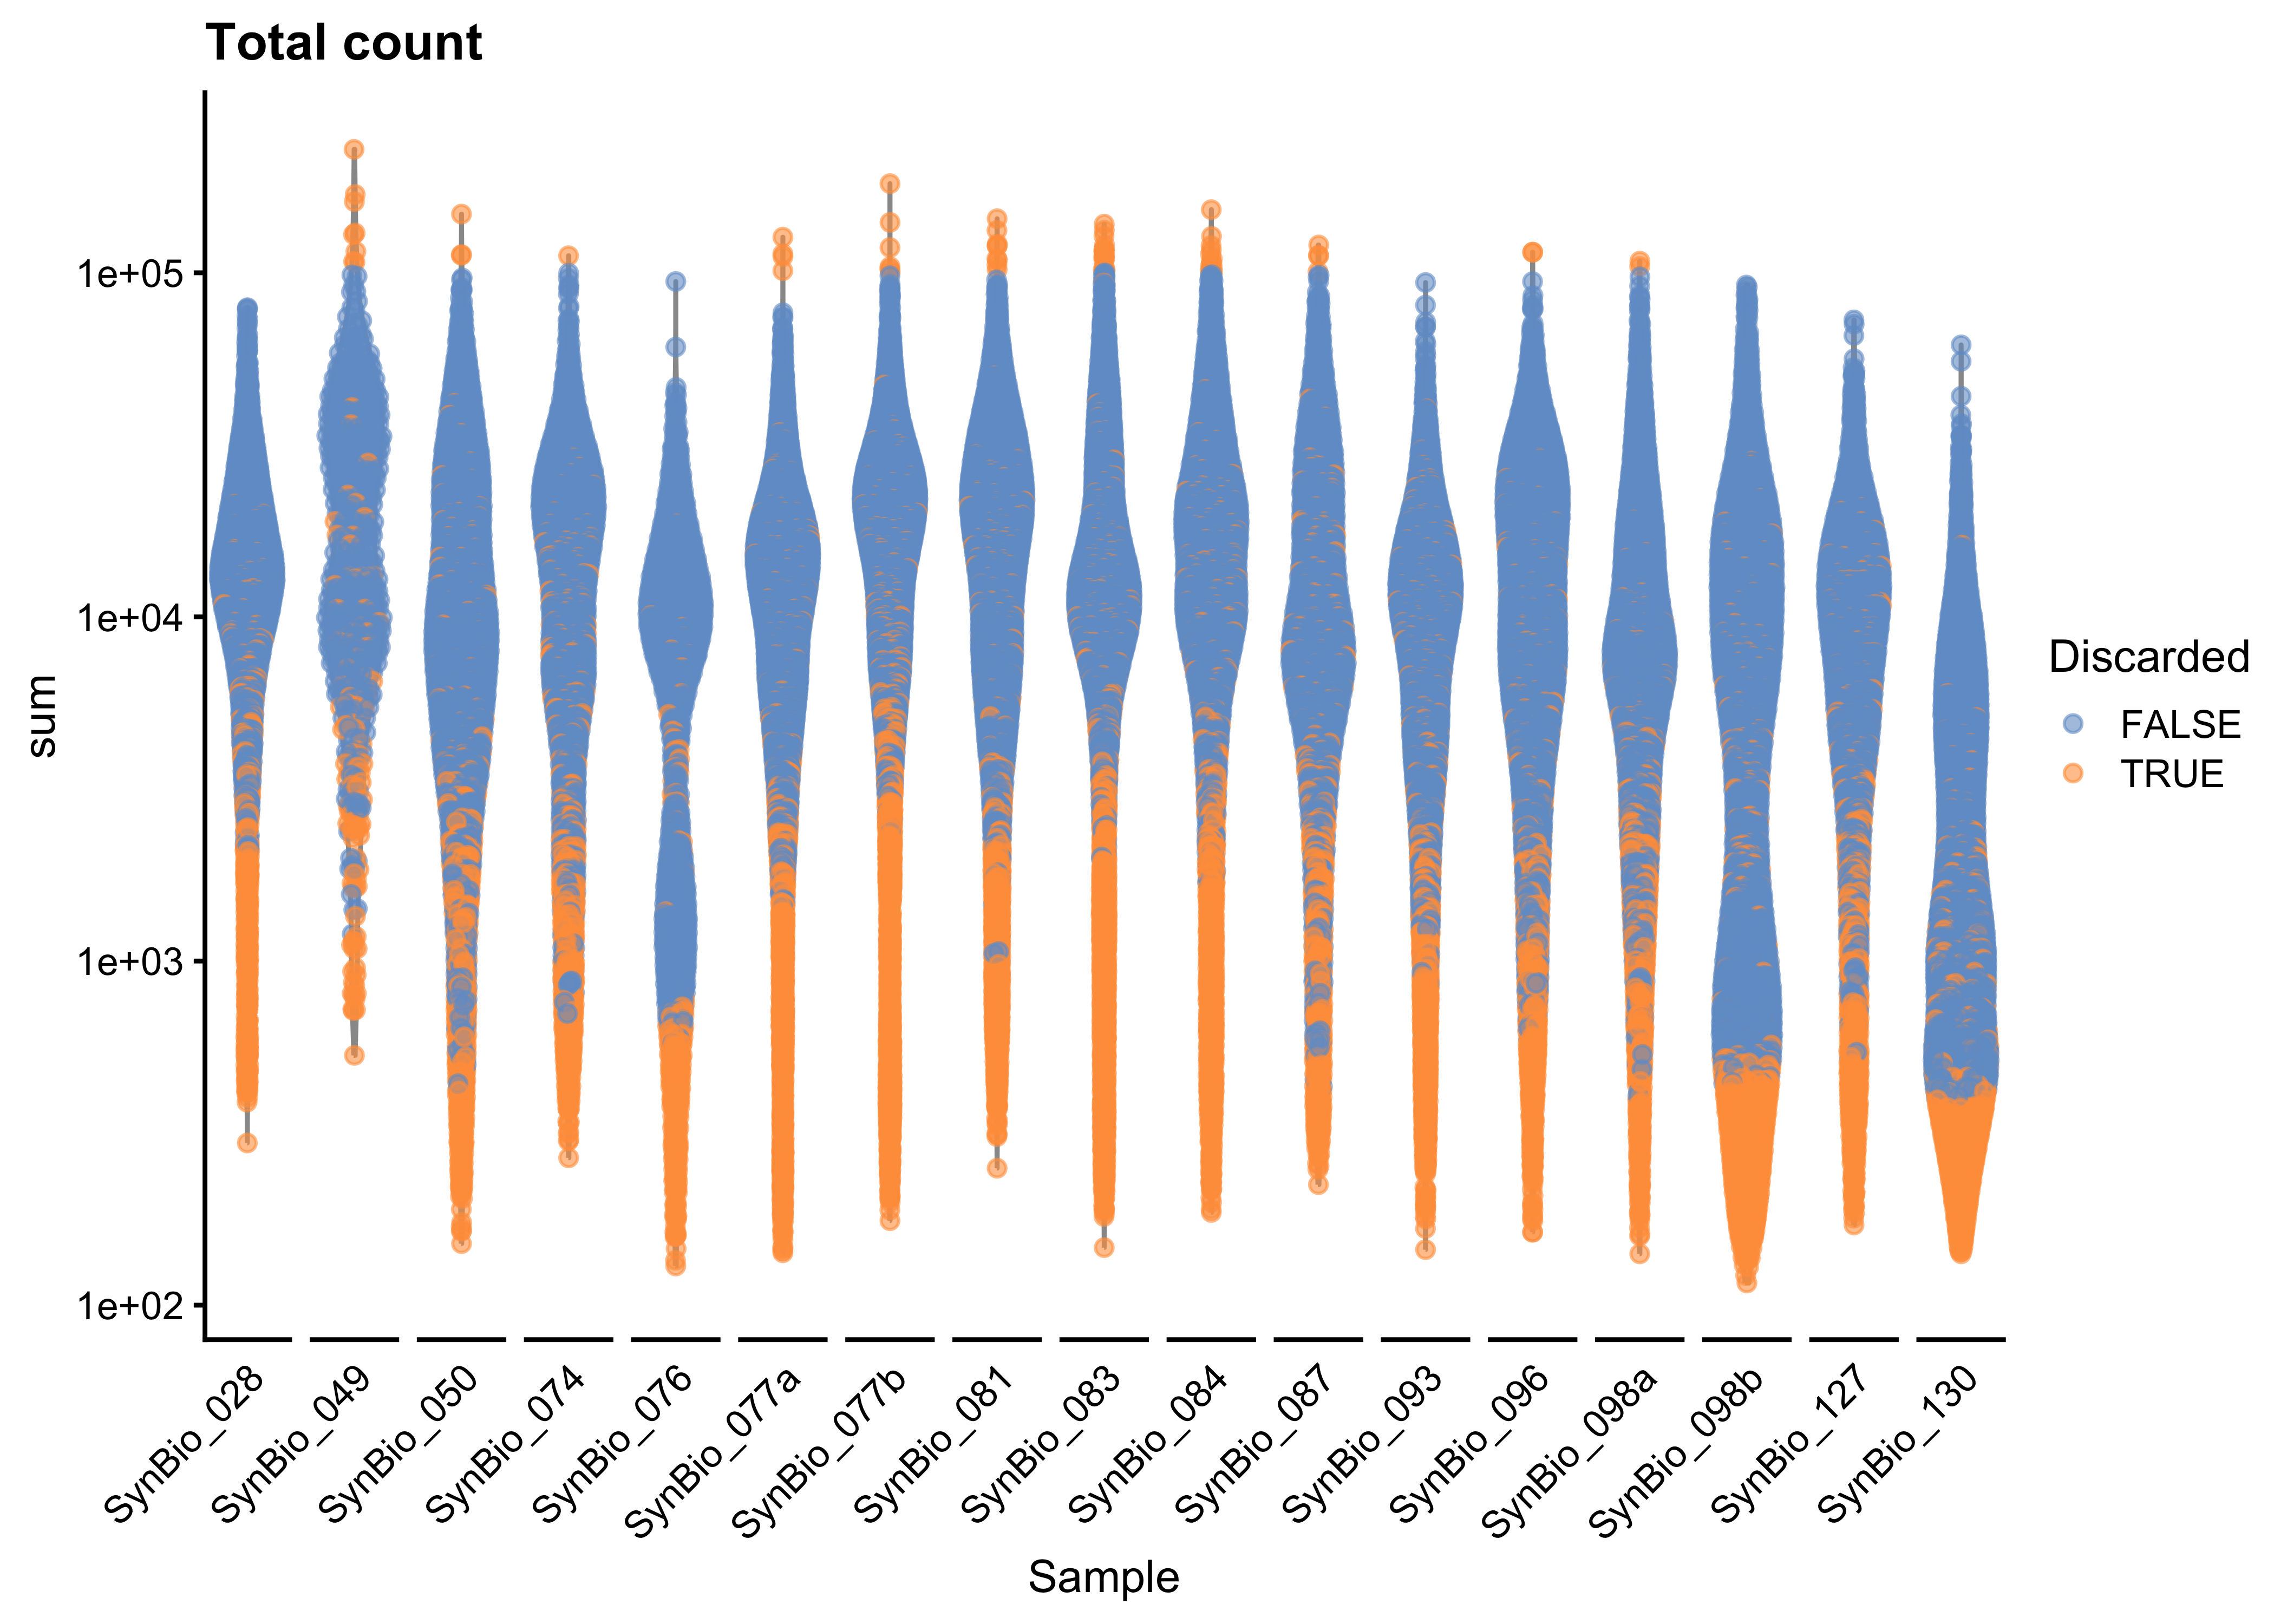 Total count
sum
1e+05
1e+04
1e+03
1e+02
SynBio_028
SynBio_049
SynBio_050
SynBio_074
SynBio_076
SynBio_077a
SynBio_077b
SynBio_081
SynBio_083
SynBio_084
SynBio_087
SynBio_093
SynBio_096
SynBio_098a
SynBio_098b
SynBio_127
SynBio_130
Sample
Discarded
FALSE
TRUE